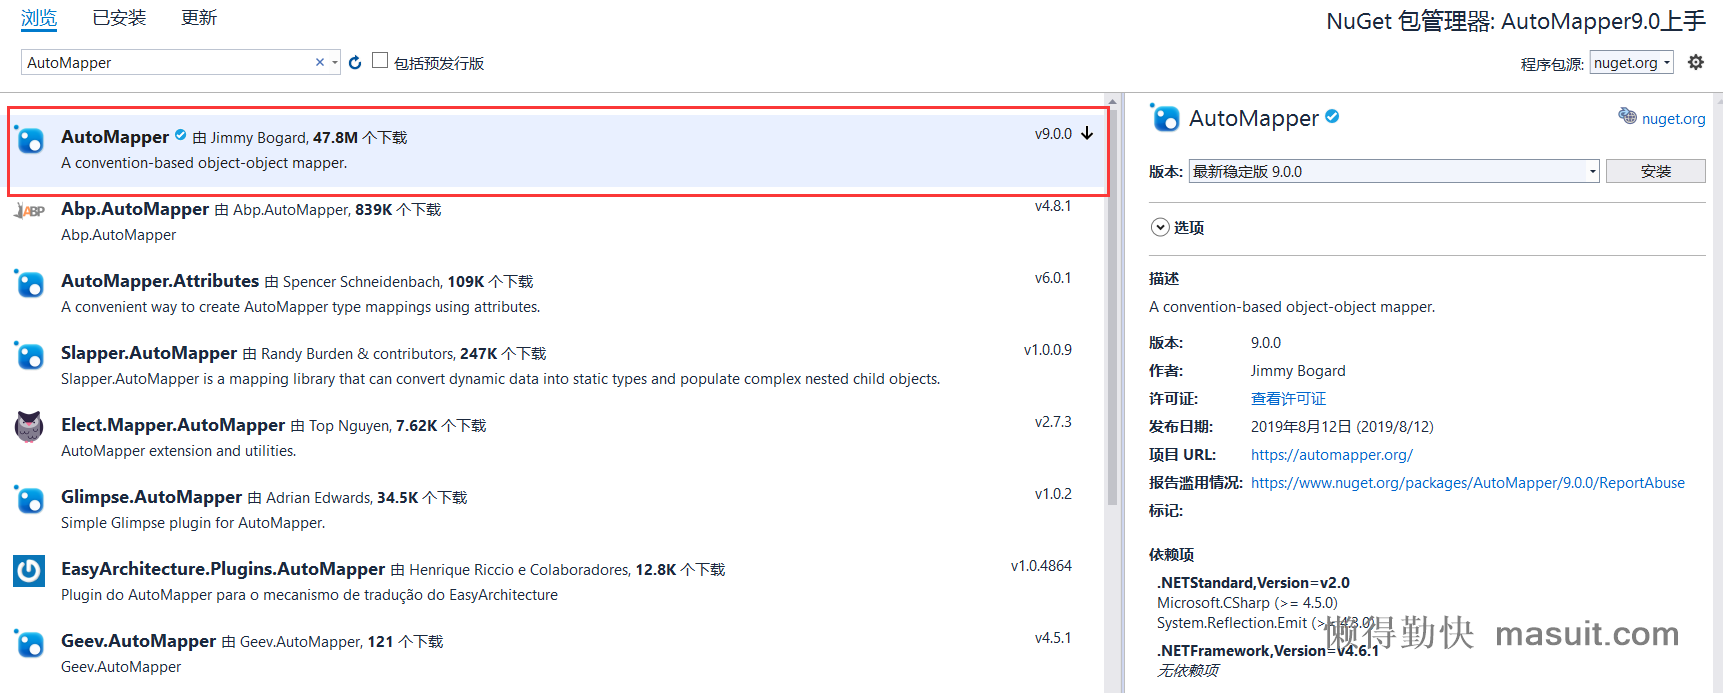 浏览 已安装 更新
NuGet 包管理器: AutoMapper9.0上手
AutoMapper
包括预发行版
程序包源: nuget.org
AutoMapper 由 Jimmy Bogard, 47.8M 个下载 v9.0.0
A convention-based object-object mapper.
Abp.AutoMapper 由 Abp.AutoMapper, 839K 个下载 v4.8.1
Abp.AutoMapper
AutoMapper.Attributes 由 Spencer Schneidenbach, 109K 个下载 v6.0.1
A convenient way to create AutoMapper type mappings using attributes.
Slapper.AutoMapper 由 Randy Burden & contributors, 247K 个下载 v1.0.0.9
Slapper.AutoMapper is a mapping library that can convert dynamic data into static types and populate complex nested child objects.
Elect.Mapper.AutoMapper 由 Top Nguyen, 7.62K 个下载 v2.7.3
AutoMapper extension and utilities.
Glimpse.AutoMapper 由 Adrian Edwards, 34.5K 个下载 v1.0.2
Simple Glimpse plugin for AutoMapper.
EasyArchitecture.Plugins.AutoMapper 由 Henrique Riccio e Colaboradores, 12.8K 个下载 v1.0.4864
Plugin do AutoMapper para o mecanismo de tradução do EasyArchitecture
Geev.AutoMapper 由 Geev.AutoMapper, 121 个下载 v4.5.1
Geev.AutoMapper
ABP
AutoMapper
nuget.org
版本: 最新稳定版 9.0.0 安装
选项
描述
A convention-based object-object mapper.
版本: 9.0.0
作者: Jimmy Bogard
许可证: 查看许可证
发布日期: 2019年8月12日 (2019/8/12)
项目 URL: https://automapper.org/
报告滥用情况: https://www.nuget.org/packages/AutoMapper/9.0.0/ReportAbuse
标记:
依赖项
.NETStandard,Version=v2.0
Microsoft.CSharp (>= 4.5.0)
System.Reflection.Emit (>= 4.3.0)
.NETFramework,Version=v4.6.1
无依赖项
懒得勤快 masuit.com